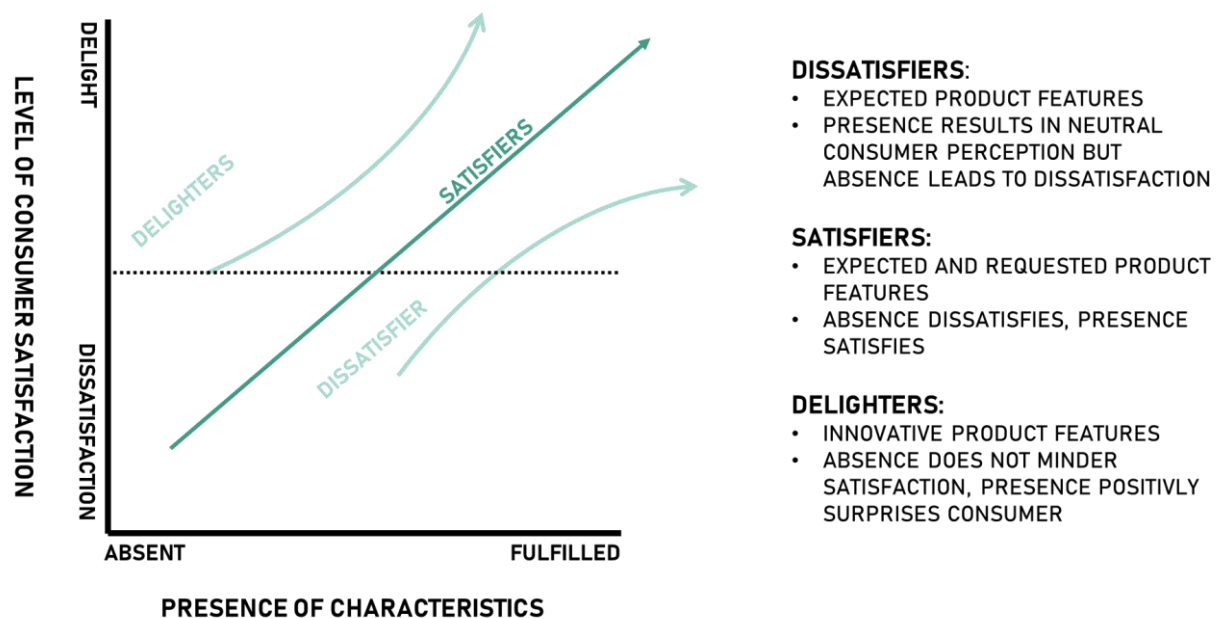 LEVEL OF CONSUMER SATISFACTION
DELIGHT
DISSATISFACTION
DELIGHTERS
SATISFIERS
DISSATISFIER
ABSENT
FULFILLED
PRESENCE OF CHARACTERISTICS
DISSATISFIERS:
• EXPECTED PRODUCT FEATURES
• PRESENCE RESULTS IN NEUTRAL
CONSUMER PERCEPTION BUT
ABSENCE LEADS TO DISSATISFACTION
SATISFIERS:
• EXPECTED AND REQUESTED PRODUCT
FEATURES
• ABSENCE DISSATISFIES, PRESENCE
SATISFIES
DELIGHTERS:
• INNOVATIVE PRODUCT FEATURES
• ABSENCE DOES NOT MINDER
SATISFACTION, PRESENCE POSITIVLY
SURPRISES CONSUMER